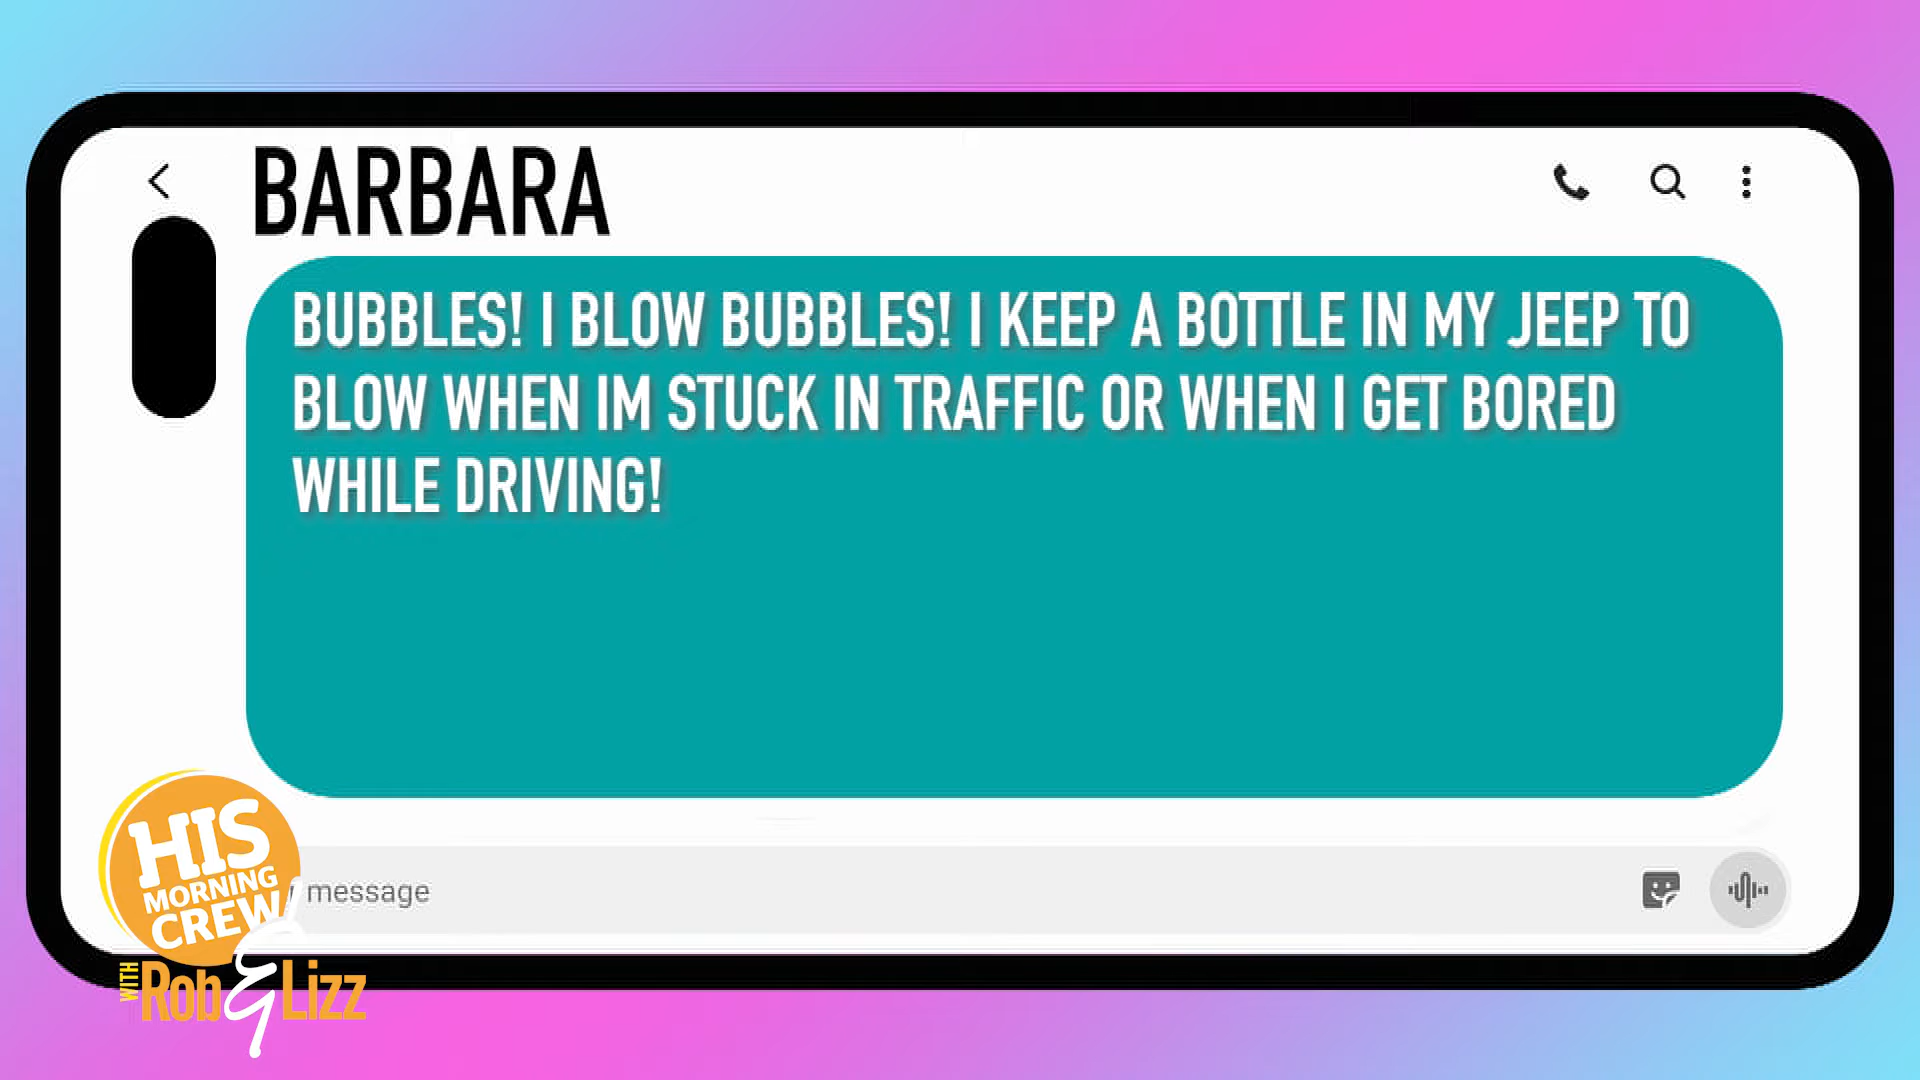 BARBARA
BUBBLES! I BLOW BUBBLES! I KEEP A BOTTLE IN MY JEEP TO
BLOW WHEN IM STUCK IN TRAFFIC OR WHEN I GET BORED
WHILE DRIVING!
message
HIS
MORNING
CREW
WITH Rob & Lizz